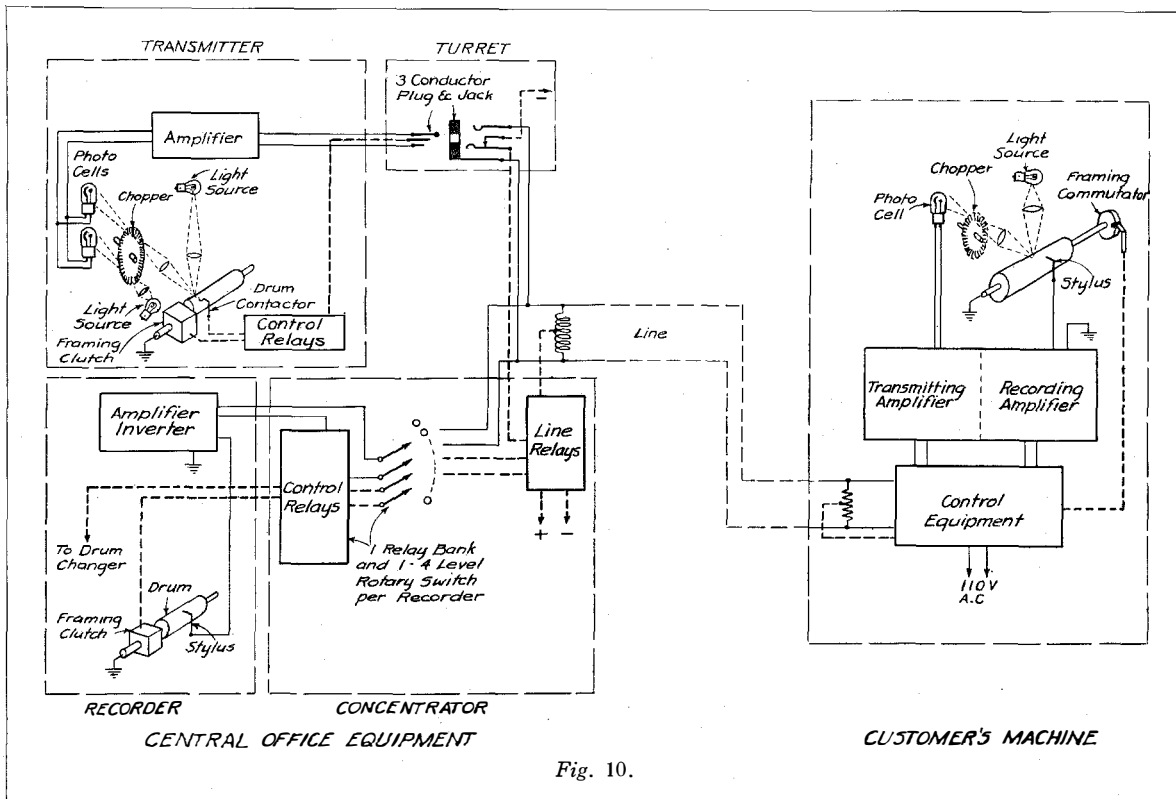 TRANSMITTER
TURRET
3 Conductor
Plug & Jack
Amplifier
Photo
Cells
Chopper
Light
Source
Light
Source
Drum
Contactor
Framing
Clutch
Control
Relays
Line
Light
Source
Framing
Commutator
Chopper
Photo
Cell
Stylus
Transmitting
Amplifier
Recording
Amplifier
Control
Equipment
110V
A.C
Amplifier
Inverter
Control
Relays
Line
Relays
+ -
-
To Drum
Changer
1 Relay Bank
and 1-4 Level
Rotary Switch
per Recorder
Drum
Framing
Clutch
Stylus
RECORDER
CONCENTRATOR
CENTRAL OFFICE EQUIPMENT
CUSTOMER'S MACHINE
Fig. 10.